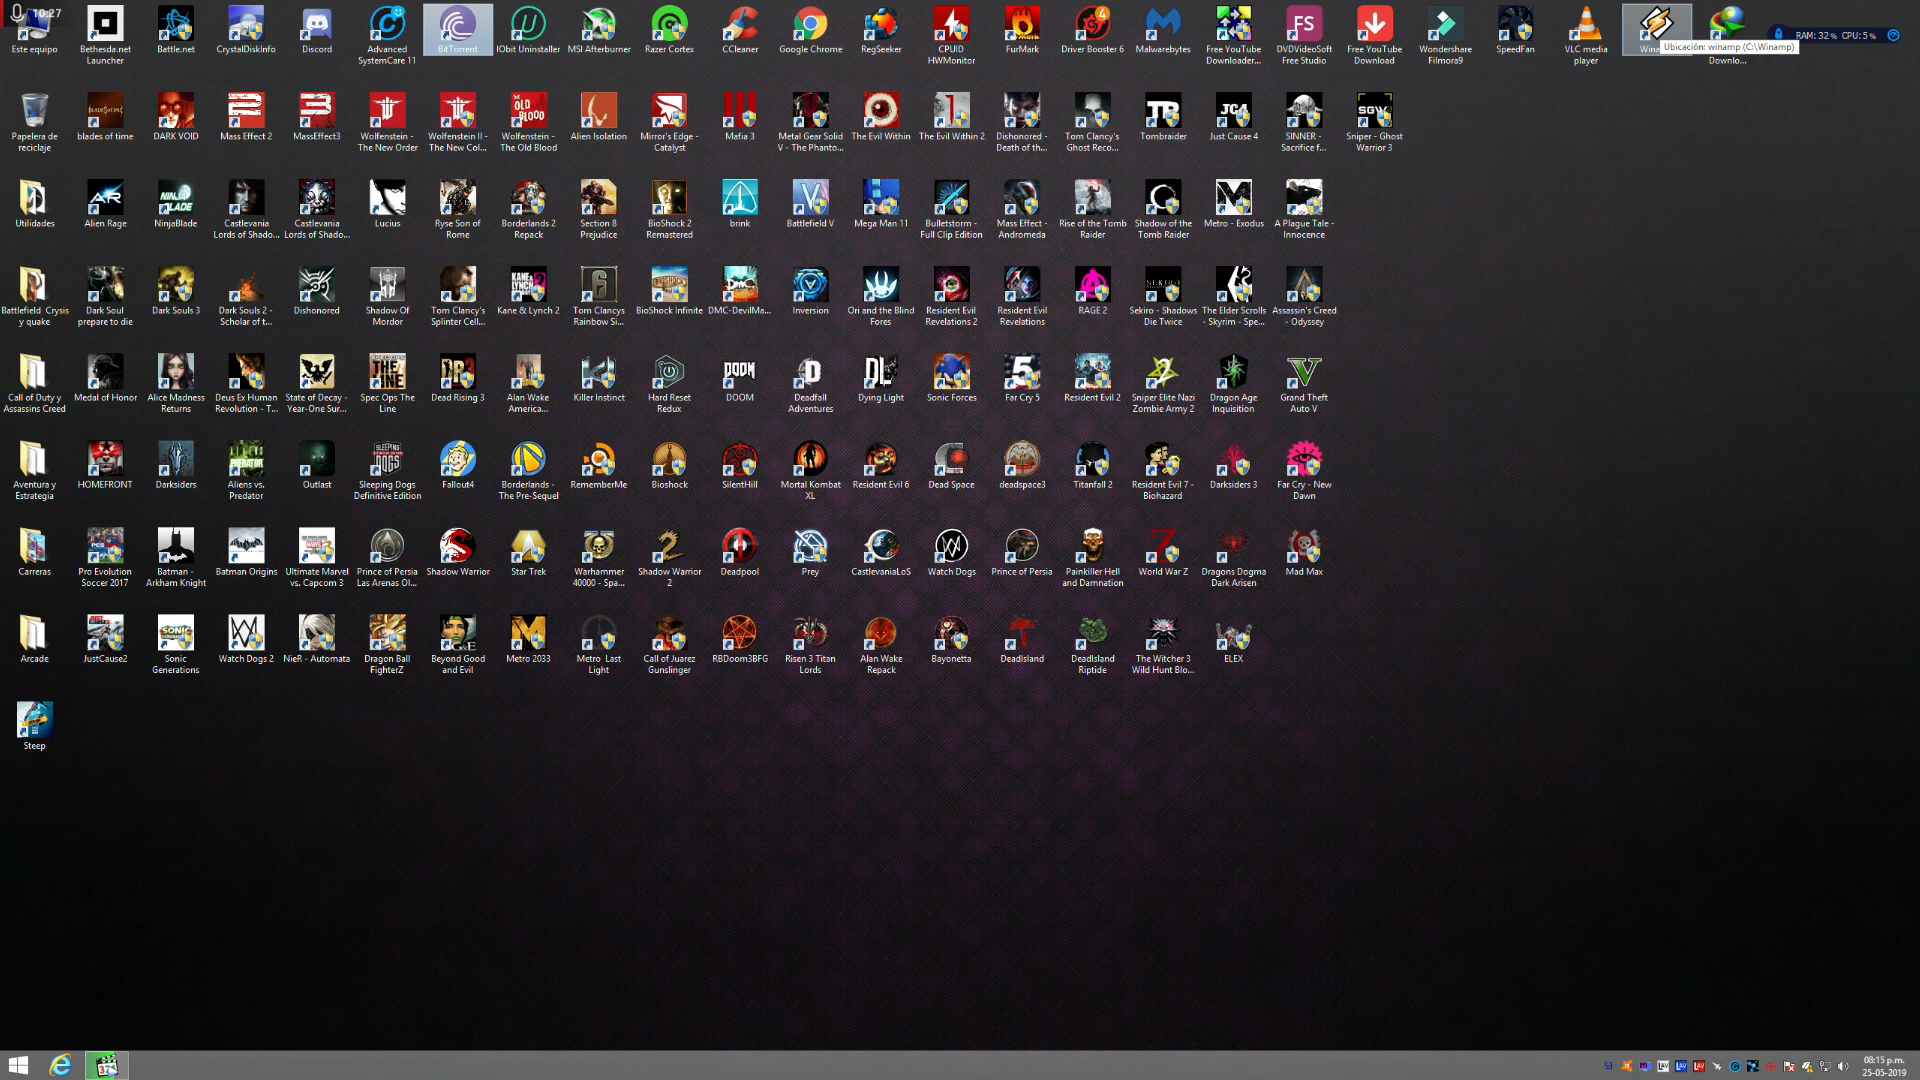 10:27
Este equipo
Bethesda.net
Launcher
Battle.net
CrystalDiskInfo
Discord
Advanced
SystemCare 11
BitTorrent
IObit Uninstaller
MSI Afterburner
Razer Cortex
CCleaner
Google Chrome
RegSeeker
CPUID
HWMonitor
FurMark
Driver Booster 6
Malwarebytes
Free YouTube
Downloader...
DVDVideoSoft
Free Studio
Free YouTube
Download
Wondershare
Filmora9
SpeedFan
VLC media
player
Ubicación: winamp (C:\Winamp)
Downlo...
RAM: 32% CPU: 5%
Papelera de
reciclaje
blades of time
DARK VOID
Mass Effect 2
MassEffect3
Wolfenstein -
The New Order
Wolfenstein II -
The New Col...
Wolfenstein -
The Old Blood
Alien Isolation
Mirror's Edge -
Catalyst
Mafia 3
Metal Gear Solid
V - The Phanto...
The Evil Within
The Evil Within 2
Dishonored -
Death of th...
Tom Clancy's
Ghost Reco...
Tombraider
Just Cause 4
SINNER -
Sacrifice f...
Sniper - Ghost
Warrior 3
Utilidades
Alien Rage
NinjaBlade
Castlevania
Lords of Shado...
Castlevania
Lords of Shado...
Lucius
Ryse Son of
Rome
Borderlands 2
Repack
Section 8
Prejudice
BioShock 2
Remastered
brink
Battlefield V
Mega Man 11
Bulletstorm -
Full Clip Edition
Mass Effect -
Andromeda
Rise of the Tomb
Raider
Shadow of the
Tomb Raider
Metro - Exodus
A Plague Tale -
Innocence
Battlefield Crysis
y quake
Dark Soul
prepare to die
Dark Souls 3
Dark Souls 2 -
Scholar of t...
Dishonored
Shadow Of
Mordor
Tom Clancy's
Splinter Cell...
Kane & Lynch 2
Tom Clancys
Rainbow Si...
BioShock Infinite
DMC-DevilMa...
Inversion
Ori and the Blind
Fores
Resident Evil
Revelations 2
Resident Evil
Revelations
RAGE 2
Sekiro - Shadows
Die Twice
The Elder Scrolls
- Skyrim - Spe...
Assassin's Creed
- Odyssey
Call of Duty y
Assassins Creed
Medal of Honor
Alice Madness
Returns
Deus Ex Human
Revolution - T...
State of Decay -
Year-One Sur...
Spec Ops The
Line
Dead Rising 3
Alan Wake
America...
Killer Instinct
Hard Reset
Redux
DOOM
Deadfall
Adventures
Dying Light
Sonic Forces
Far Cry 5
Resident Evil 2
Sniper Elite Nazi
Zombie Army 2
Dragon Age
Inquisition
Grand Theft
Auto V
Aventura y
Estrategia
HOMEFRONT
Darksiders
Aliens vs.
Predator
Outlast
Sleeping Dogs
Definitive Edition
Fallout4
Borderlands -
The Pre-Sequel
RememberMe
Bioshock
SilentHill
Mortal Kombat
XL
Resident Evil 6
Dead Space
deadspace3
Titanfall 2
Resident Evil 7 -
Biohazard
Darksiders 3
Far Cry - New
Dawn
Carreras
Pro Evolution
Soccer 2017
Batman -
Arkham Knight
Batman Origins
Ultimate Marvel
vs. Capcom 3
Prince of Persia
Las Arenas Ol...
Shadow Warrior
Star Trek
Warhammer
40000 - Spa...
Shadow Warrior
2
Deadpool
Prey
CastlevaniaLoS
Watch Dogs
Prince of Persia
Painkiller Hell
and Damnation
World War Z
Dragons Dogma
Dark Arisen
Mad Max
Arcade
JustCause2
Sonic
Generations
Watch Dogs 2
NieR - Automata
Dragon Ball
FighterZ
Beyond Good
and Evil
Metro 2033
Metro Last
Light
Call of Juarez
Gunslinger
RBDoom3BFG
Risen 3 Titan
Lords
Alan Wake
Repack
Bayonetta
DeadIsland
DeadIsland
Riptide
The Witcher 3
Wild Hunt Blo...
ELEX
Steep
08:15 p.m.
25-05-2019